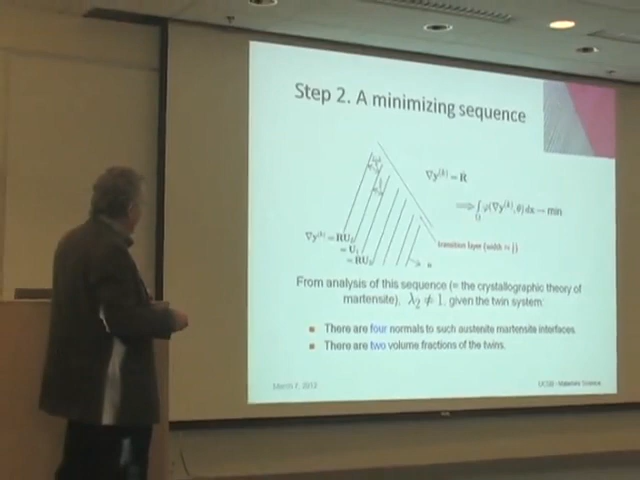 Step 2. A minimizing sequence
∇y⁽ᵏ⁾ = R
⟹ ∫ φ(∇y⁽ᵏ⁾, θ) dx → min
Ω
∇y⁽ᵏ⁾ = RU₂
= U₁
= RU₂
transition layer (width ≈
n
From analysis of this sequence (= the crystallographic theory of
martensite), λ₂ ≠ 1, given the twin system:
There are four normals to such austenite martensite interfaces.
There are two volume fractions of the twins.
March 7, 2012
UCSB - Materials Science